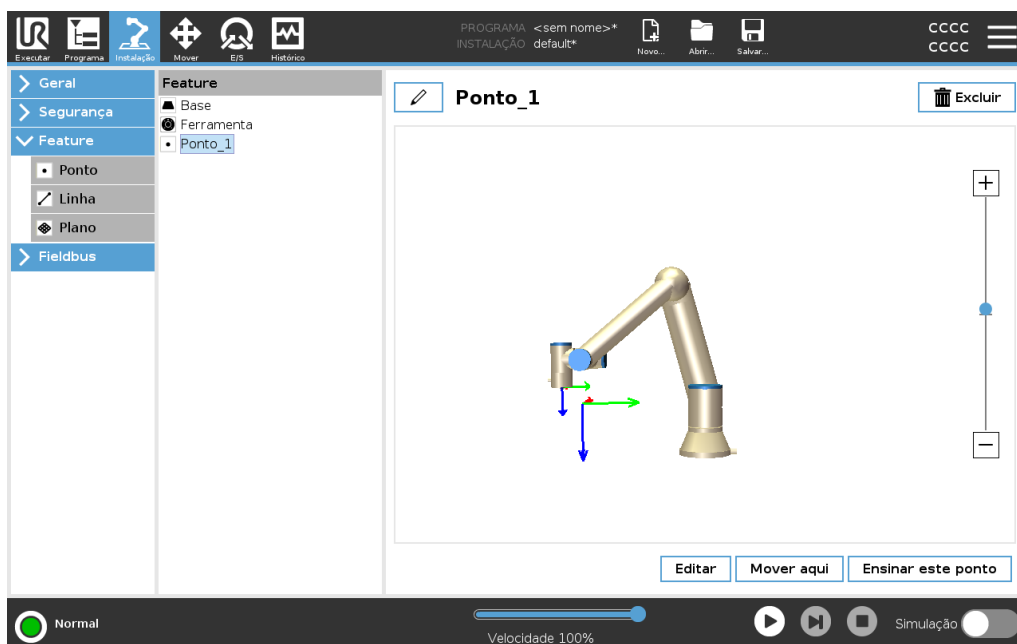 UR
Executar
Programa
Instalação
Mover
E/S
Histórico
PROGRAMA <sem nome>*
INSTALAÇÃO default*
Novo...
Abrir...
Salvar...
cccc
cccc
Geral
Segurança
Feature
Ponto
Linha
Plano
Fieldbus
Feature
Base
Ferramenta
Ponto_1
Ponto_1
Excluir
+
−
Editar
Mover aqui
Ensinar este ponto
Normal
Velocidade 100%
Simulação